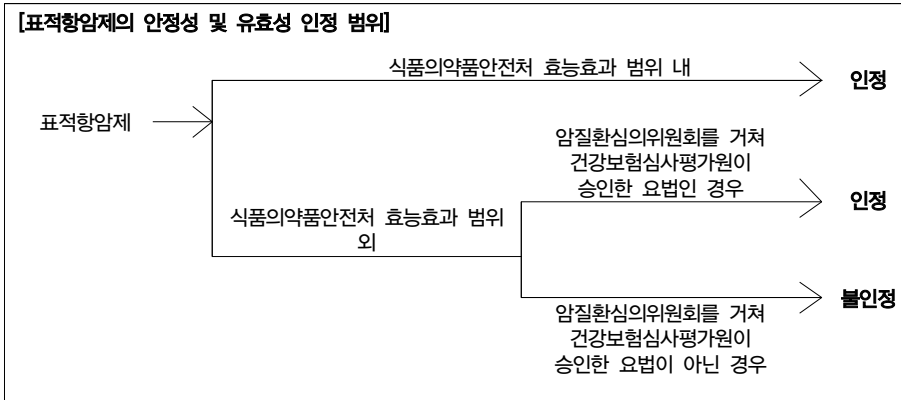 [표적항암제의 안정성 및 유효성 인정 범위]
식품의약품안전처 효능효과 범위 내
인정
표적항암제
암질환심의위원회를 거쳐
건강보험심사평가원이
승인한 요법인 경우
인정
식품의약품안전처 효능효과 범위
외
불인정
암질환심의위원회를 거쳐
건강보험심사평가원이
승인한 요법이 아닌 경우